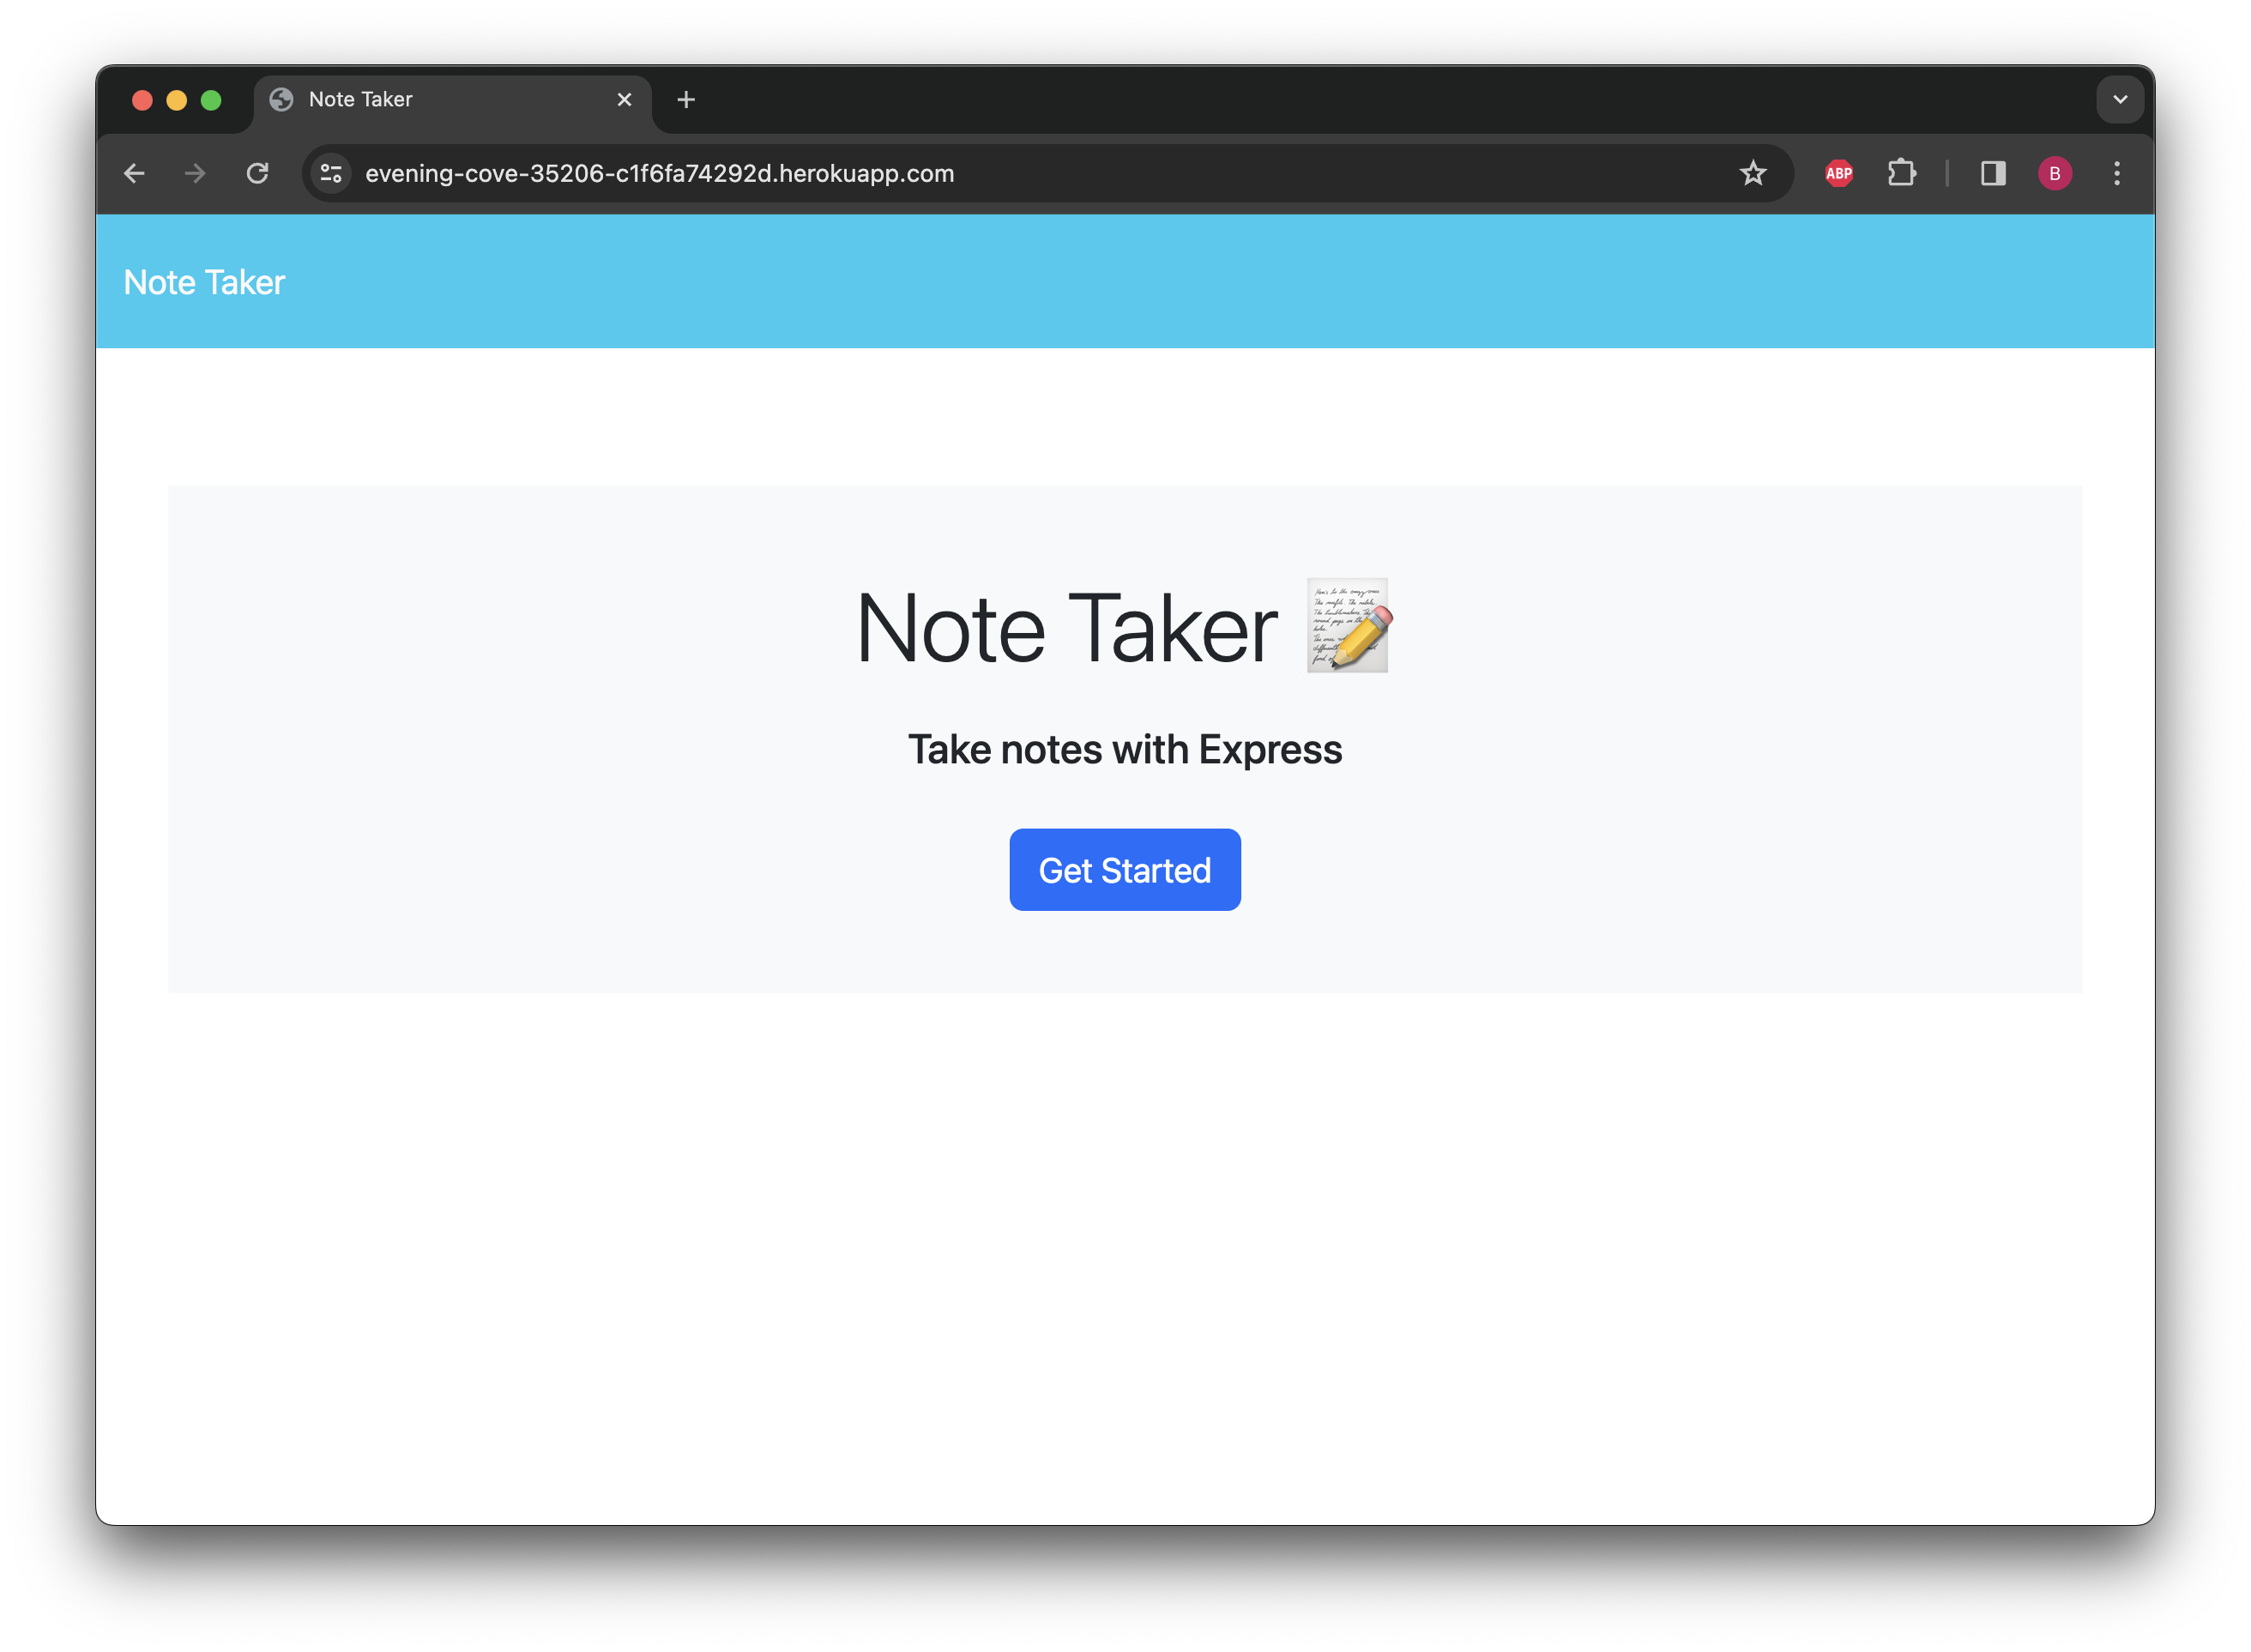 Note Taker
evening-cove-35206-c1f6fa74292d.herokuapp.com
ABP
B
Note Taker
Note Taker
Take notes with Express
Get Started